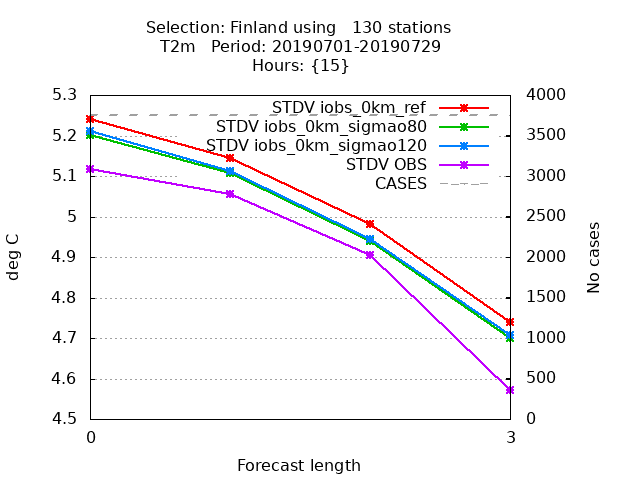 Selection: Finland using   130 stations
T2m   Period: 20190701-20190729
Hours: {15}
5.3
5.2
5.1
5
4.9
4.8
4.7
4.6
4.5
deg C
STDV iobs_0km_ref
STDV iobs_0km_sigmao80
STDV iobs_0km_sigmao120
STDV OBS
CASES
4000
3500
3000
2500
2000
1500
1000
500
0
No cases
0
3
Forecast length